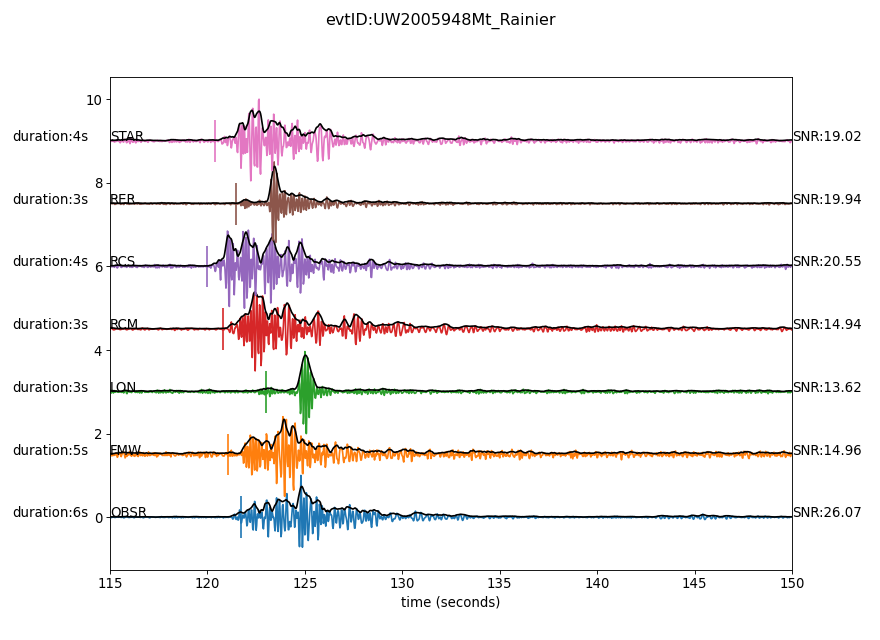 evtID:UW2005948Mt_Rainier
10
duration:4s STAR SNR:19.02
8
duration:3s RER SNR:19.94
duration:4s RCS SNR:20.55
6
duration:3s RCM SNR:14.94
4
duration:3s LON SNR:13.62
2
duration:5s FMW SNR:14.96
duration:6s OBSR SNR:26.07
0
115 120 125 130 135 140 145 150
time (seconds)